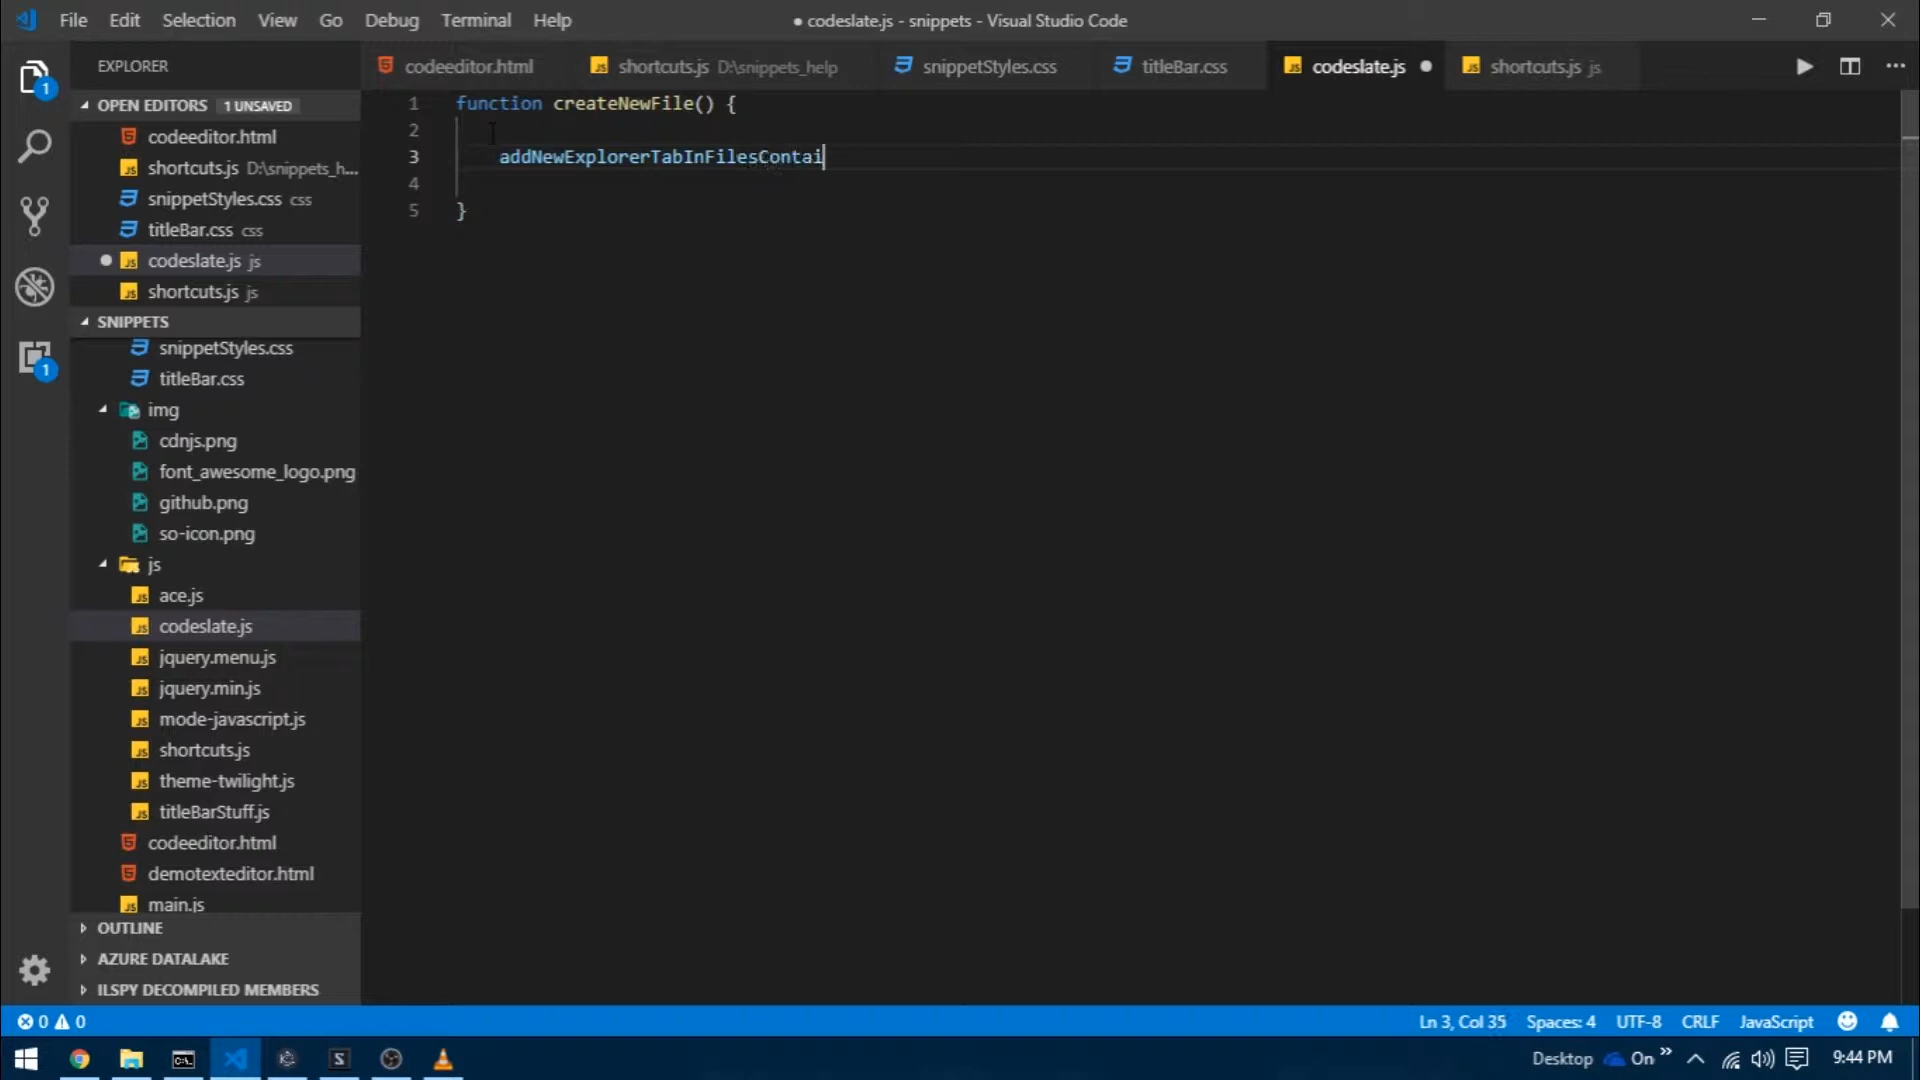 File Edit Selection View Go Debug Terminal Help
● codeslate.js - snippets - Visual Studio Code
EXPLORER
OPEN EDITORS 1 UNSAVED
codeeditor.html
shortcuts.js D:\snippets_h...
snippetStyles.css css
titleBar.css css
codeslate.js js
shortcuts.js js
SNIPPETS
snippetStyles.css
titleBar.css
img
cdnjs.png
font_awesome_logo.png
github.png
so-icon.png
js
ace.js
codeslate.js
jquery.menu.js
jquery.min.js
mode-javascript.js
shortcuts.js
theme-twilight.js
titleBarStuff.js
codeeditor.html
demotexteditor.html
main.js
OUTLINE
AZURE DATALAKE
ILSPY DECOMPILED MEMBERS
1
1
codeeditor.html shortcuts.js D:\snippets_help snippetStyles.css titleBar.css codeslate.js shortcuts.js js
1 function createNewFile() {
2
3 addNewExplorerTabInFilesContai
4
5 }
0 0
Ln 3, Col 35 Spaces: 4 UTF-8 CRLF JavaScript
Desktop On » 9:44 PM